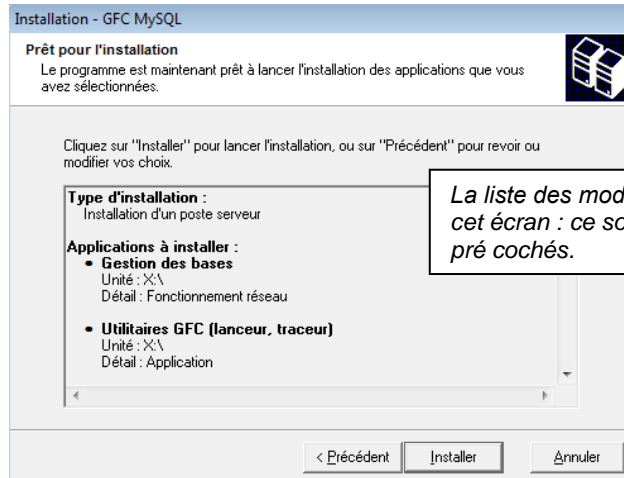 Installation - GFC MySQL
Prêt pour l'installation
Le programme est maintenant prêt à lancer l'installation des applications que vous
avez sélectionnées.
Cliquez sur "Installer" pour lancer l'installation, ou sur "Précédent" pour revoir ou
modifier vos choix.
Type d'installation :
Installation d'un poste serveur
Applications à installer :
• Gestion des bases
Unité : X:\
Détail : Fonctionnement réseau
• Utilitaires GFC (lanceur, traceur)
Unité : X:\
Détail : Application
La liste des mod
cet écran : ce so
pré cochés.
< Précédent
Installer
Annuler